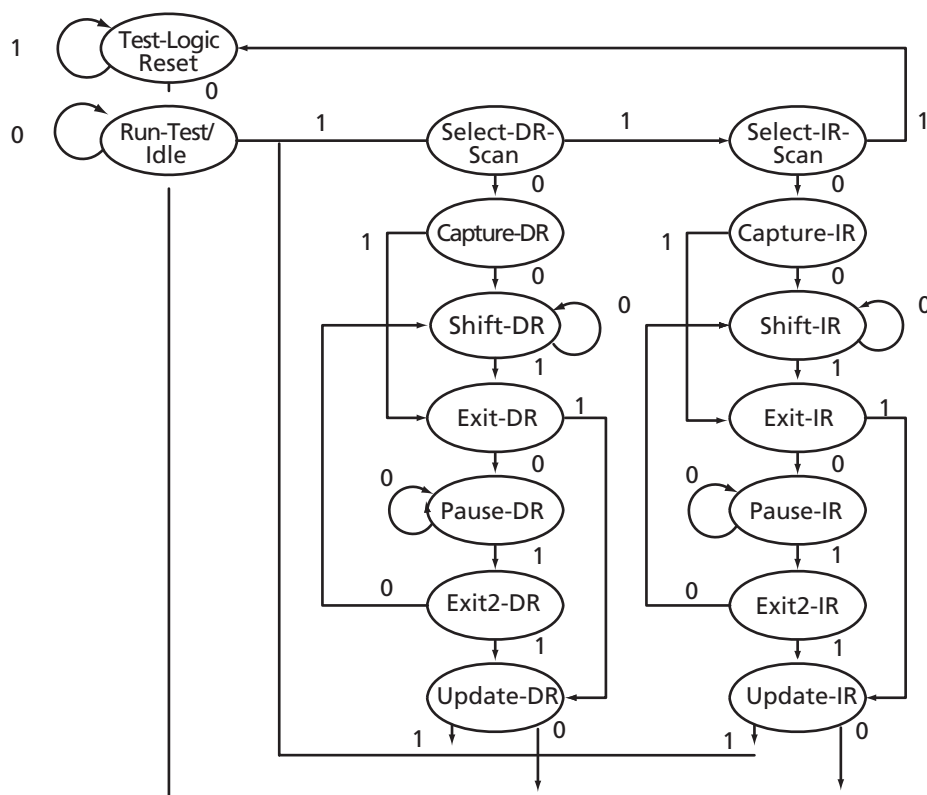 1
Test-Logic
Reset
0
0
Run-Test/
Idle
1
Select-DR-
Scan
1
Select-IR-
Scan
1
0
0
Capture-DR
1
0
Capture-IR
1
0
Shift-DR
0
1
Shift-IR
0
1
Exit-DR
1
0
Exit-IR
1
0
0
Pause-DR
1
0
Pause-IR
1
0
Exit2-DR
1
0
Exit2-IR
1
Update-DR
1
0
Update-IR
1
0